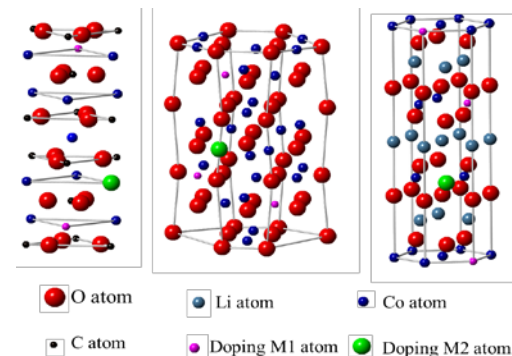 O atom
Li atom
Co atom
C atom
Doping M1 atom
Doping M2 atom